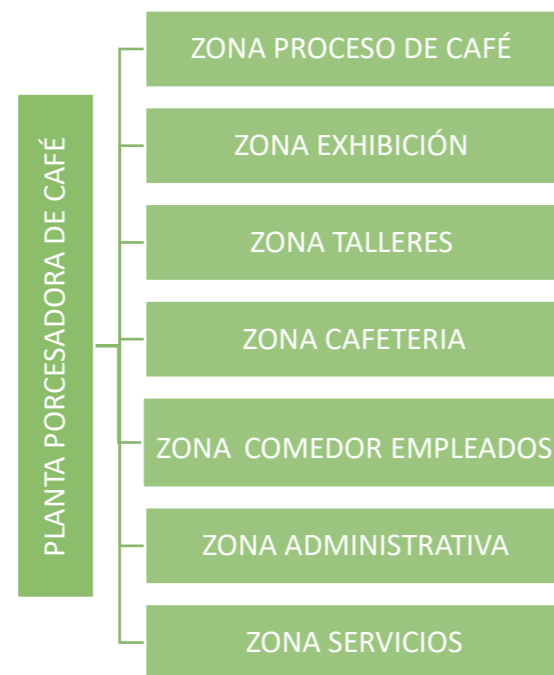 PLANTA PORCESADORA DE CAFÉ
ZONA PROCESO DE CAFÉ
ZONA EXHIBICIÓN
ZONA TALLERES
ZONA CAFETERIA
ZONA COMEDOR EMPLEADOS
ZONA ADMINISTRATIVA
ZONA SERVICIOS